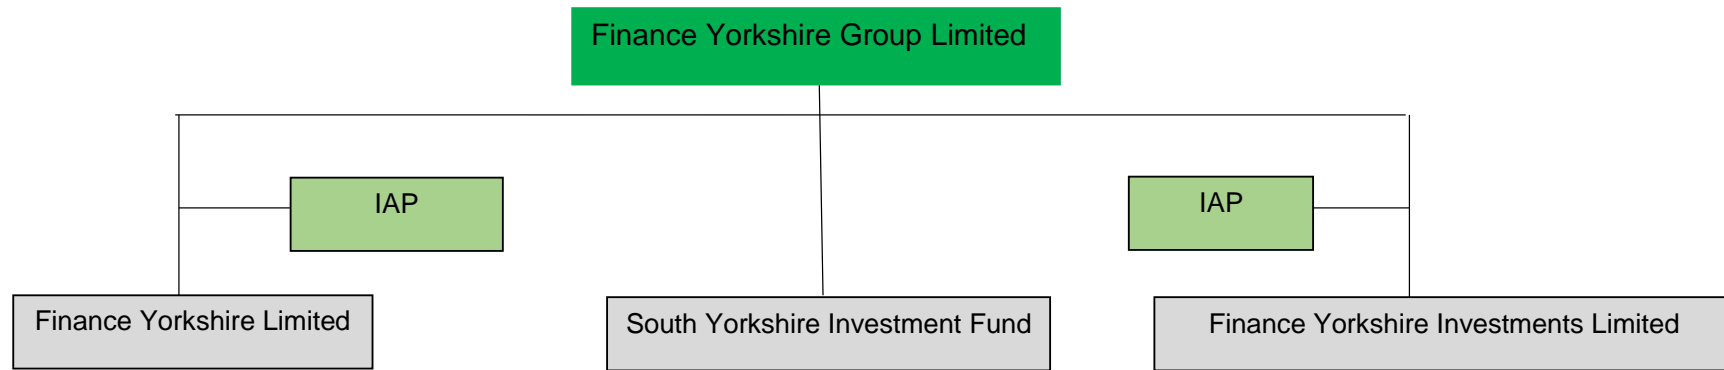 Finance Yorkshire Group Limited
IAP
IAP
Finance Yorkshire Limited
South Yorkshire Investment Fund
Finance Yorkshire Investments Limited